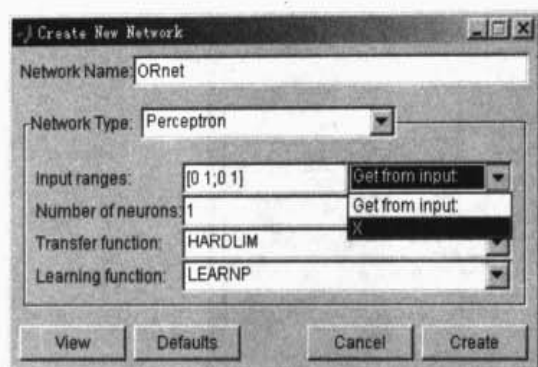 Create New Network
Network Name: ORnet
Network Type: Perceptron
Input ranges: [0 1;0 1] Get from input:
Get from input:
X
Number of neurons: 1
Transfer function: HARDLIM
Learning function: LEARNP
View Defaults Cancel Create